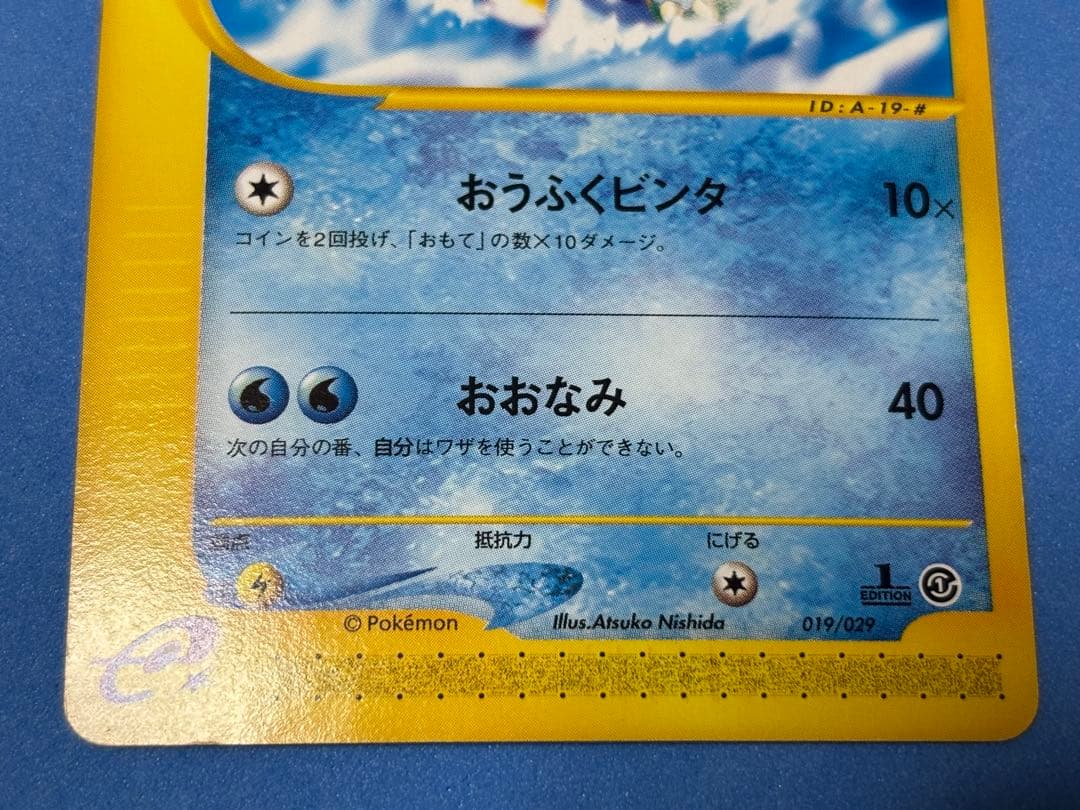 ID:A-19-#
おうふくビンタ 10×
コインを2回投げ、「おもて」の数×10ダメージ。
おおなみ 40
次の自分の番、自分はワザを使うことができない。
弱点 抵抗力 にげる
1
EDITION
© Pokémon Illus.Atsuko Nishida 019/029
e